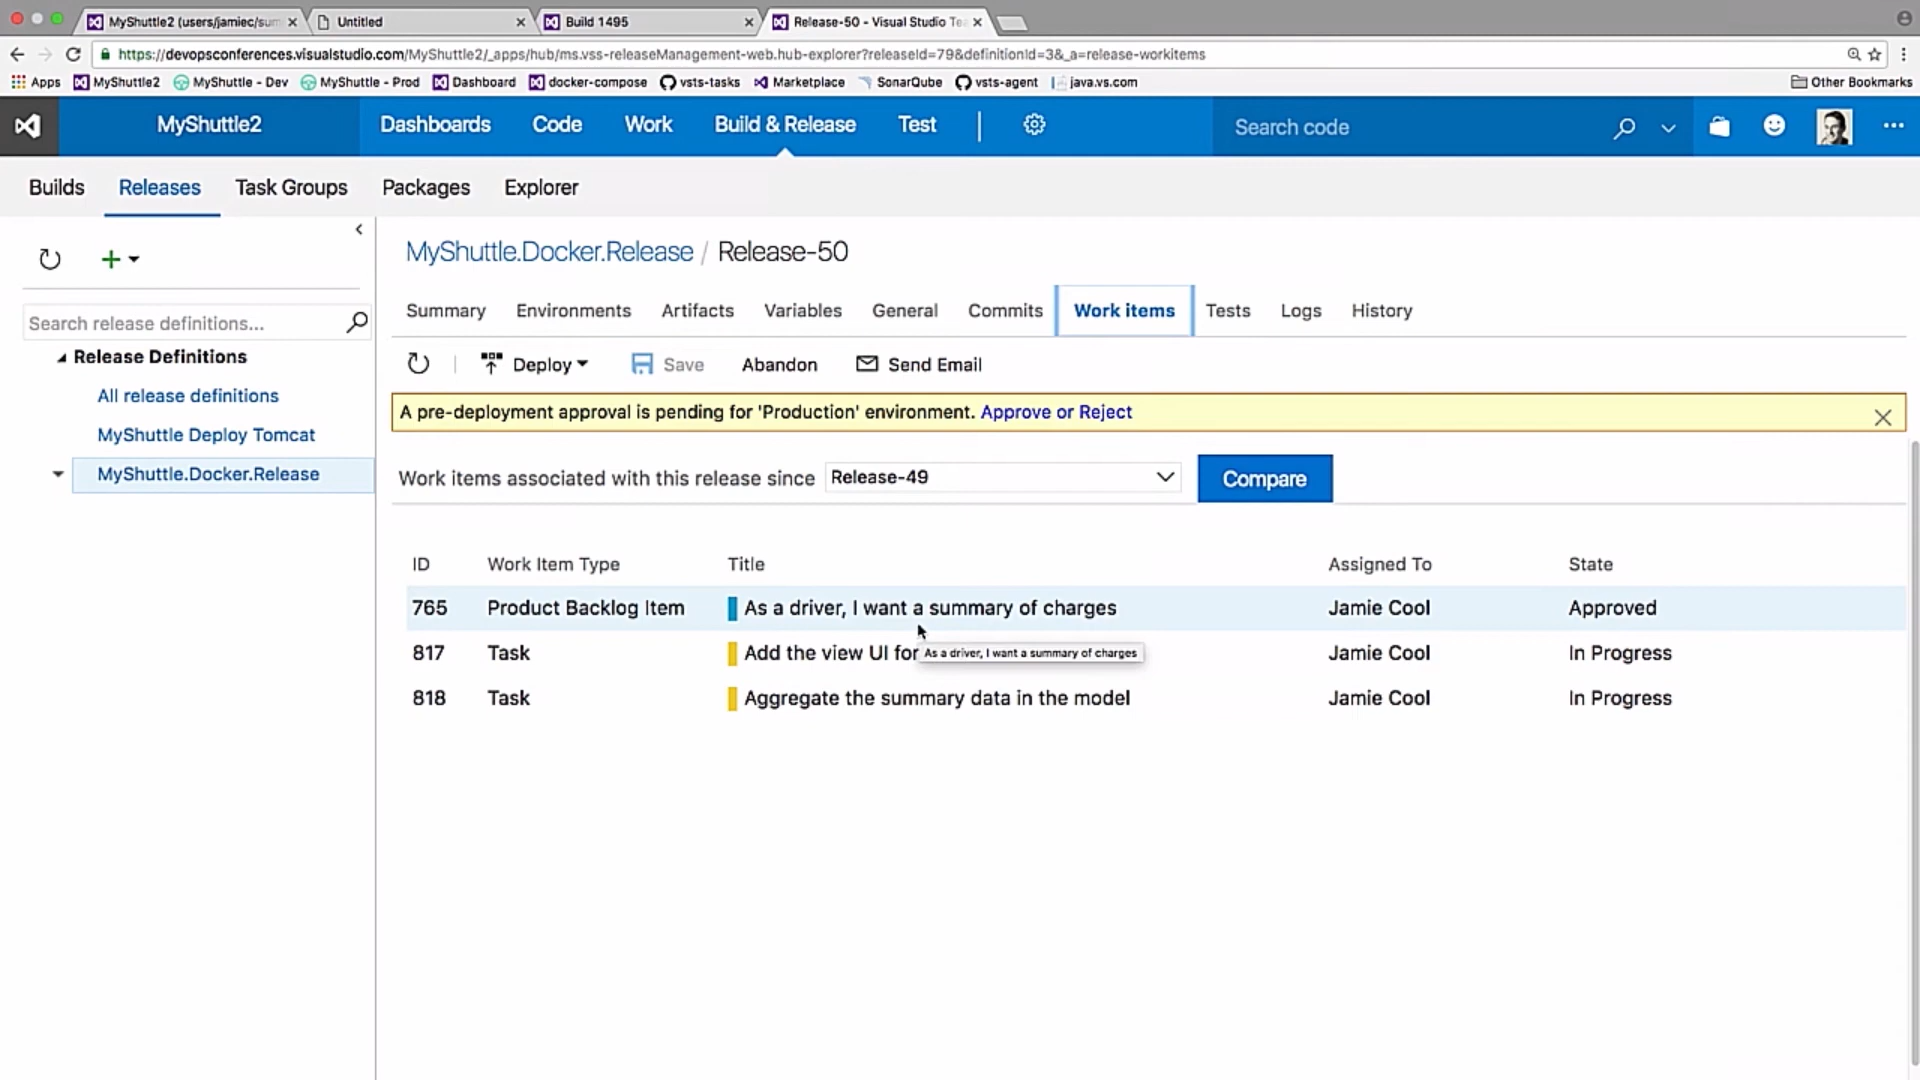 MyShuttle2 (users/jamiec/sum
Untitled
Build 1495
Release-50 - Visual Studio Te
https://devopsconferences.visualstudio.com/MyShuttle2/_apps/hub/ms.vss-releaseManagement-web.hub-explorer?releaseId=79&definitionId=3&_a=release-workitems
Apps MyShuttle2 MyShuttle - Dev MyShuttle - Prod Dashboard docker-compose vsts-tasks Marketplace SonarQube vsts-agent java.vs.com Other Bookmarks
MyShuttle2 Dashboards Code Work Build & Release Test Search code
Builds Releases Task Groups Packages Explorer
MyShuttle.Docker.Release / Release-50
Summary Environments Artifacts Variables General Commits Work items Tests Logs History
Search release definitions...
Release Definitions
All release definitions
MyShuttle Deploy Tomcat
MyShuttle.Docker.Release
Deploy Save Abandon Send Email
A pre-deployment approval is pending for 'Production' environment. Approve or Reject
Work items associated with this release since Release-49 Compare
ID Work Item Type Title Assigned To State
765 Product Backlog Item As a driver, I want a summary of charges Jamie Cool Approved
817 Task Add the view UI for Jamie Cool In Progress
As a driver, I want a summary of charges
818 Task Aggregate the summary data in the model Jamie Cool In Progress